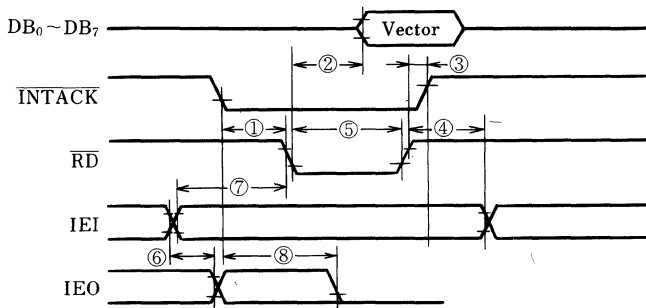 DB₀~DB₇ Vector
② ③
INTACK
① ⑤ ④
RD
⑦
IEI
⑥ ⑧
IEO